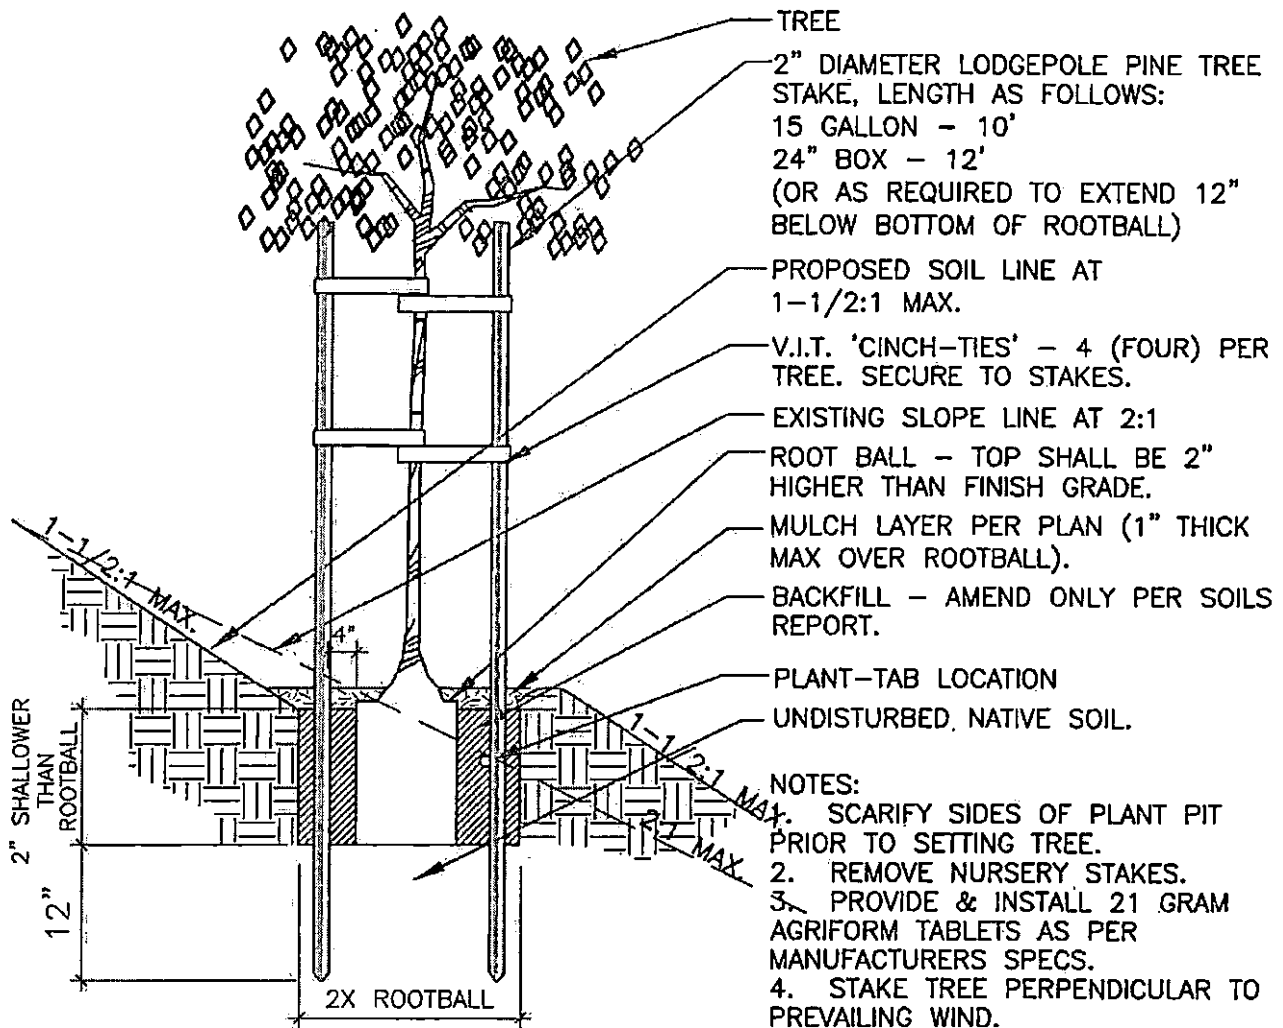 TREE
2" DIAMETER LODGEPOLE PINE TREE
STAKE, LENGTH AS FOLLOWS:
15 GALLON - 10'
24" BOX - 12'
(OR AS REQUIRED TO EXTEND 12"
BELOW BOTTOM OF ROOTBALL)
PROPOSED SOIL LINE AT
1-1/2:1 MAX.
V.I.T. 'CINCH-TIES' - 4 (FOUR) PER
TREE. SECURE TO STAKES.
EXISTING SLOPE LINE AT 2:1
ROOT BALL - TOP SHALL BE 2"
HIGHER THAN FINISH GRADE.
MULCH LAYER PER PLAN (1" THICK
MAX OVER ROOTBALL).
BACKFILL - AMEND ONLY PER SOILS
REPORT.
PLANT-TAB LOCATION
UNDISTURBED NATIVE SOIL.
NOTES:
1. SCARIFY SIDES OF PLANT PIT
PRIOR TO SETTING TREE.
2. REMOVE NURSERY STAKES.
3. PROVIDE & INSTALL 21 GRAM
AGRIFORM TABLETS AS PER
MANUFACTURERS SPECS.
4. STAKE TREE PERPENDICULAR TO
PREVAILING WIND.
1-1/2:1 MAX.
4"
1-1/2:1 MAX.
MAX.
2" SHALLOWER
THAN
ROOTBALL
12"
2X ROOTBALL